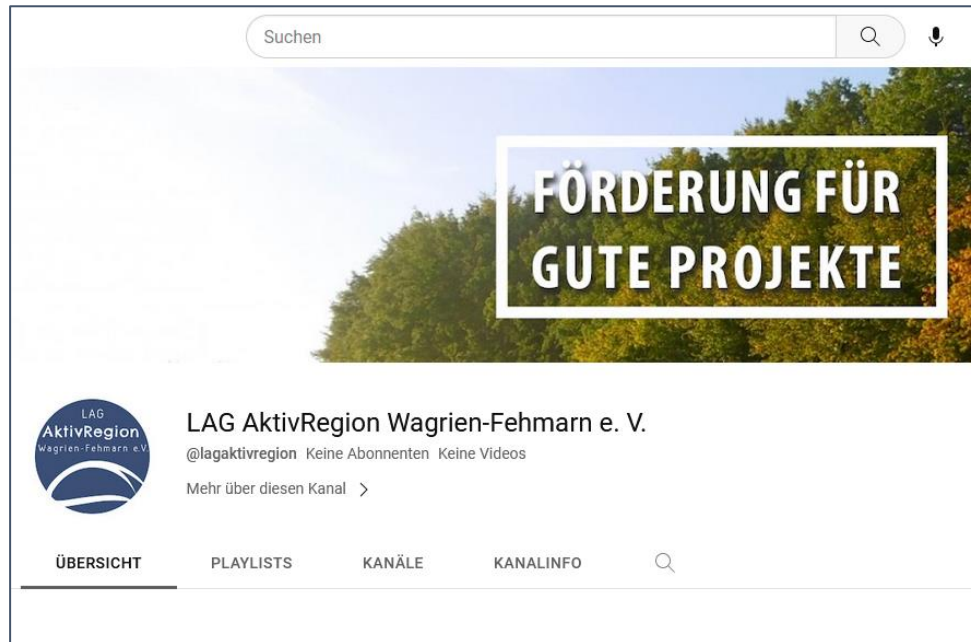 Suchen
FÖRDERUNG FÜR
GUTE PROJEKTE
LAG
AktivRegion
Wagrien-Fehmarn e.V.
LAG AktivRegion Wagrien-Fehmarn e. V.
@lagaktivregion Keine Abonnenten Keine Videos
Mehr über diesen Kanal >
ÜBERSICHT PLAYLISTS KANÄLE KANALINFO